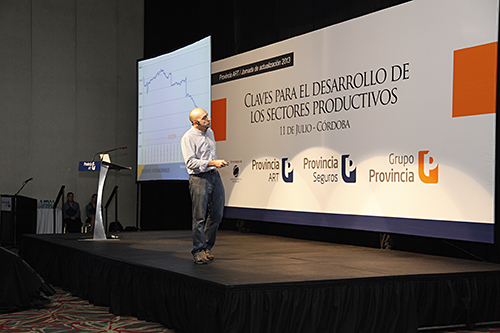 Provincia ART / Jornada de actualización 2013
CLAVES PARA EL DESARROLLO DE
LOS SECTORES PRODUCTIVOS
11 DE JULIO - CÓRDOBA
Provincia
ART
Provincia
Seguros
Grupo
Provincia